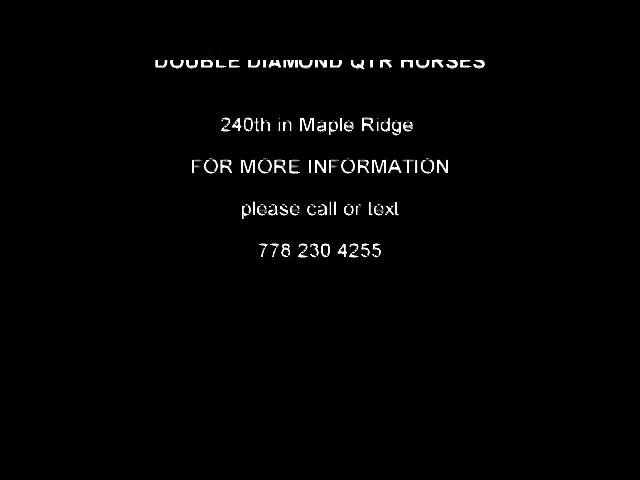 DOUBLE DIAMOND QTR HORSES
240th in Maple Ridge
FOR MORE INFORMATION
please call or text
778 230 4255